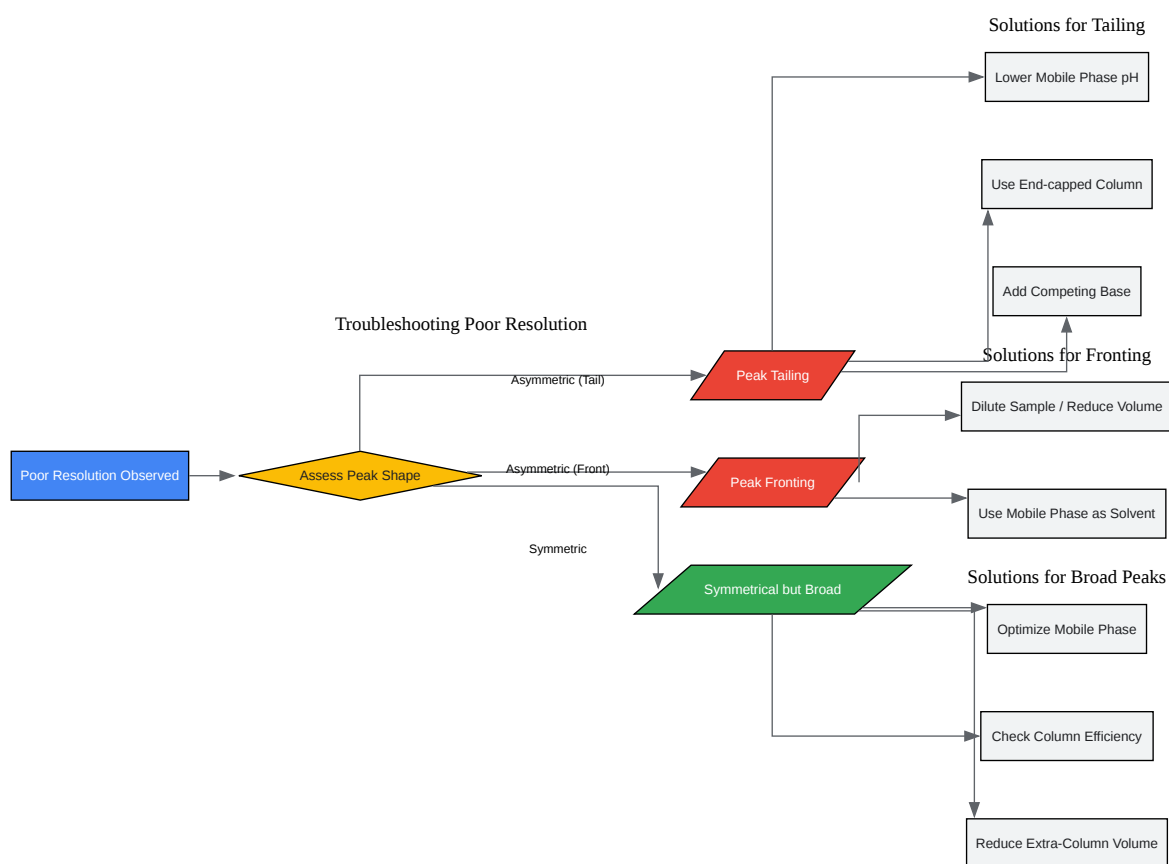 Troubleshooting Poor Resolution
Poor Resolution Observed
Assess Peak Shape
Asymmetric (Tail)
Asymmetric (Front)
Symmetric
Peak Tailing
Peak Fronting
Symmetrical but Broad
Solutions for Tailing
Lower Mobile Phase pH
Use End-capped Column
Add Competing Base
Solutions for Fronting
Dilute Sample / Reduce Volume
Use Mobile Phase as Solvent
Solutions for Broad Peaks
Optimize Mobile Phase
Check Column Efficiency
Reduce Extra-Column Volume